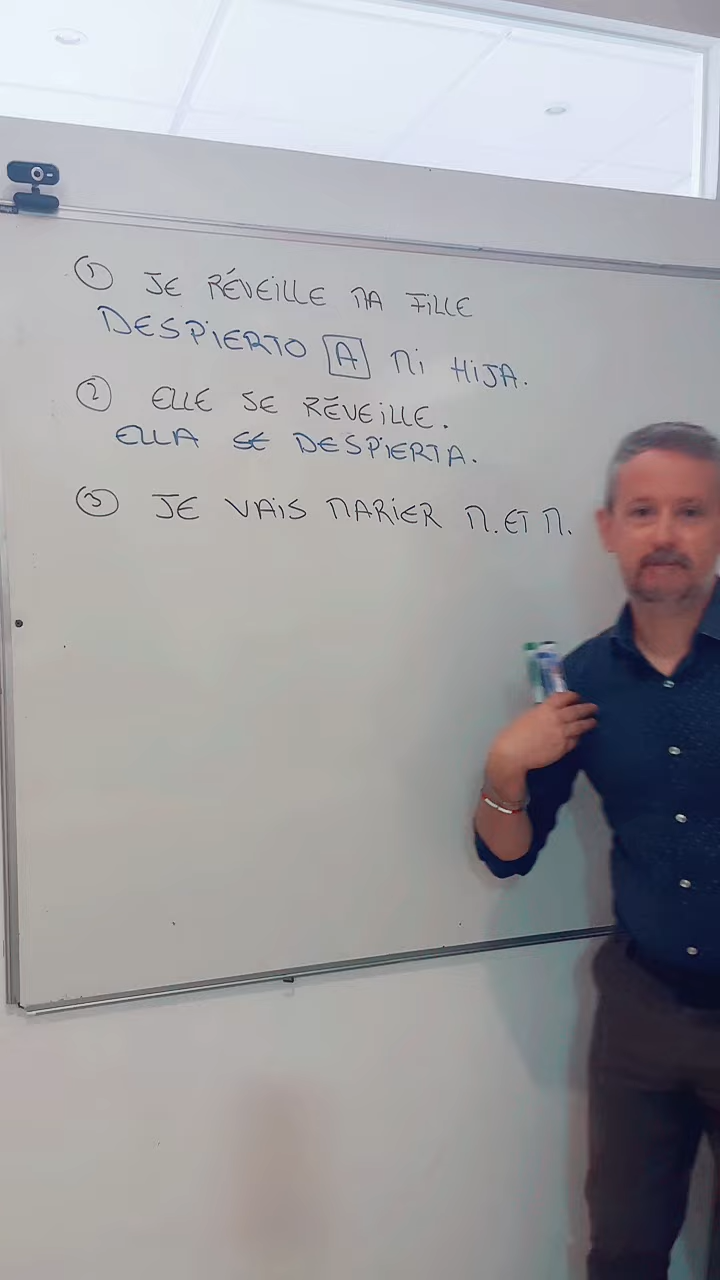 ① JE RÉVEILLE MA FILLE
DESPIERTO A MI HIJA.
② ELLE SE RÉVEILLE.
ELLA SE DESPIERTA.
③ JE VAIS MARIER M. ET M.